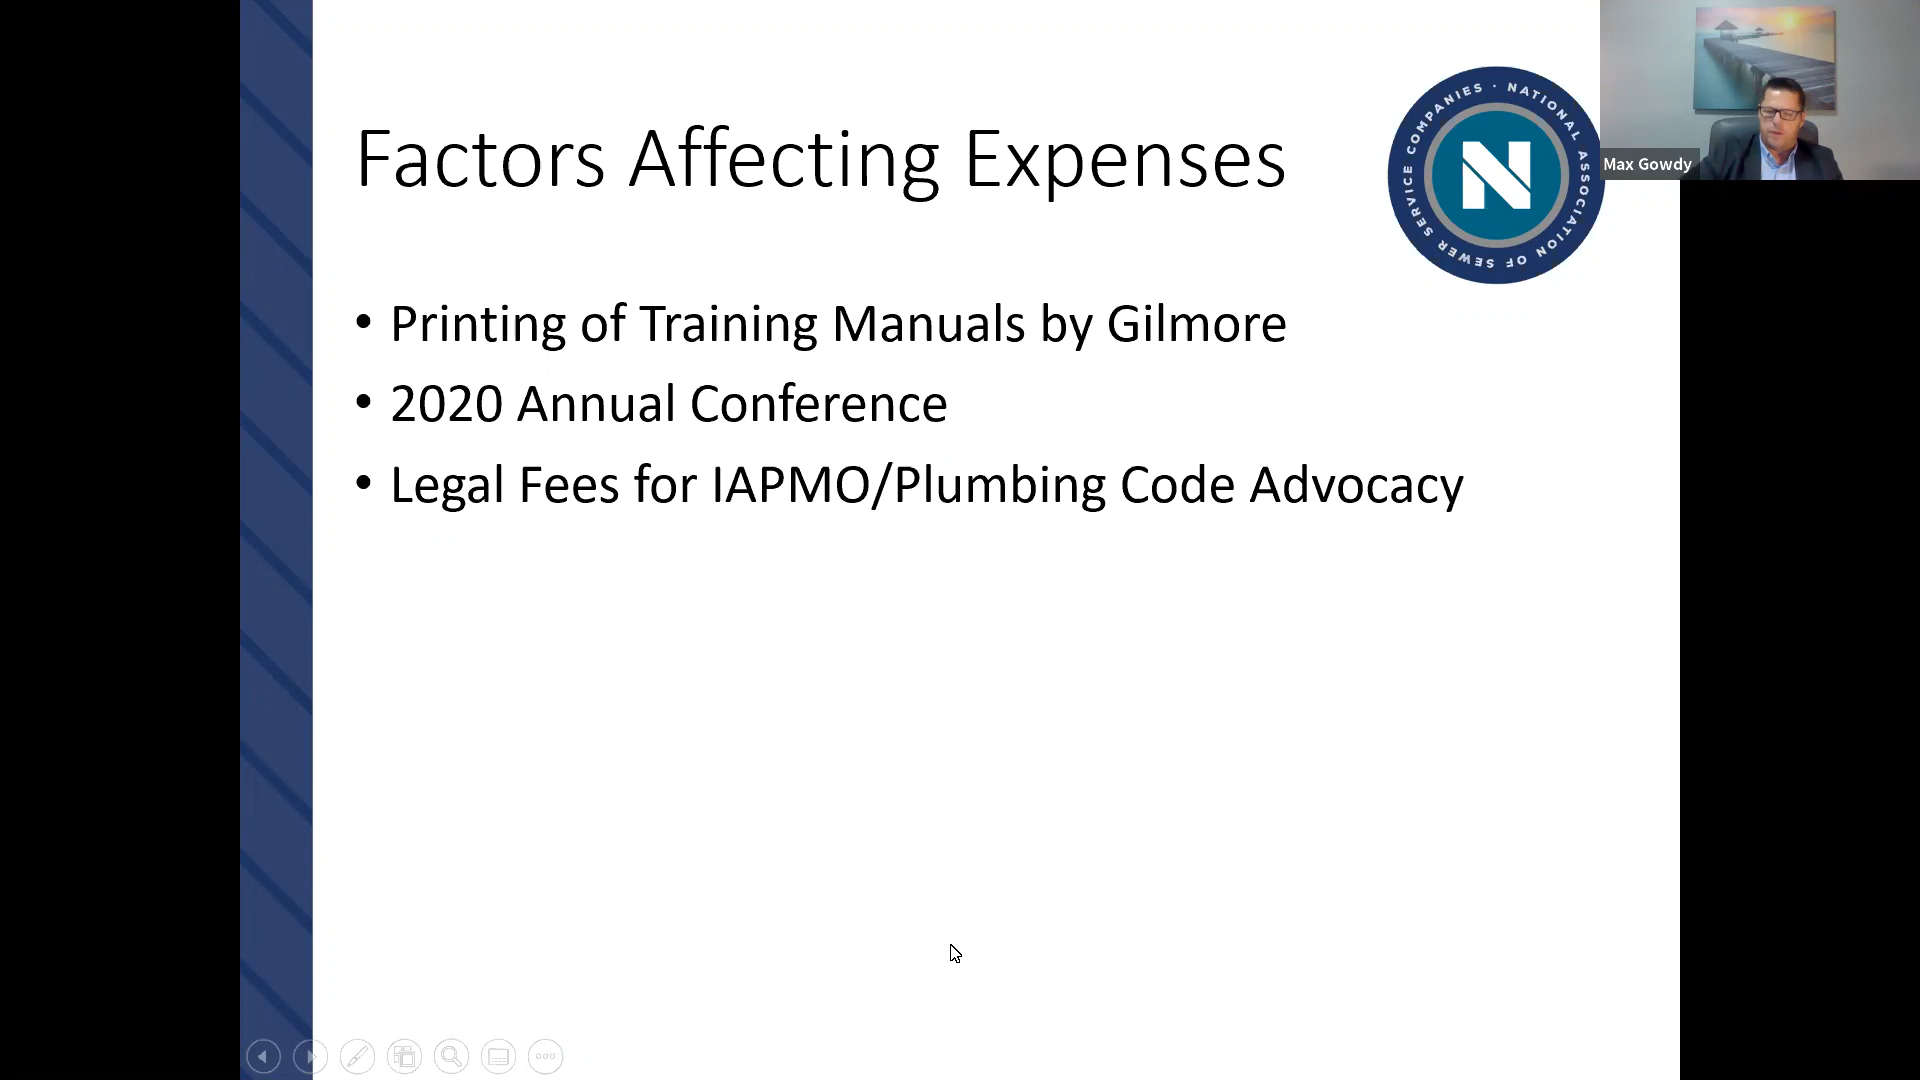 Factors Affecting Expenses
NATIONAL ASSOCIATION OF SEWER SERVICE COMPANIES ·
N
Max Gowdy
• Printing of Training Manuals by Gilmore
• 2020 Annual Conference
• Legal Fees for IAPMO/Plumbing Code Advocacy